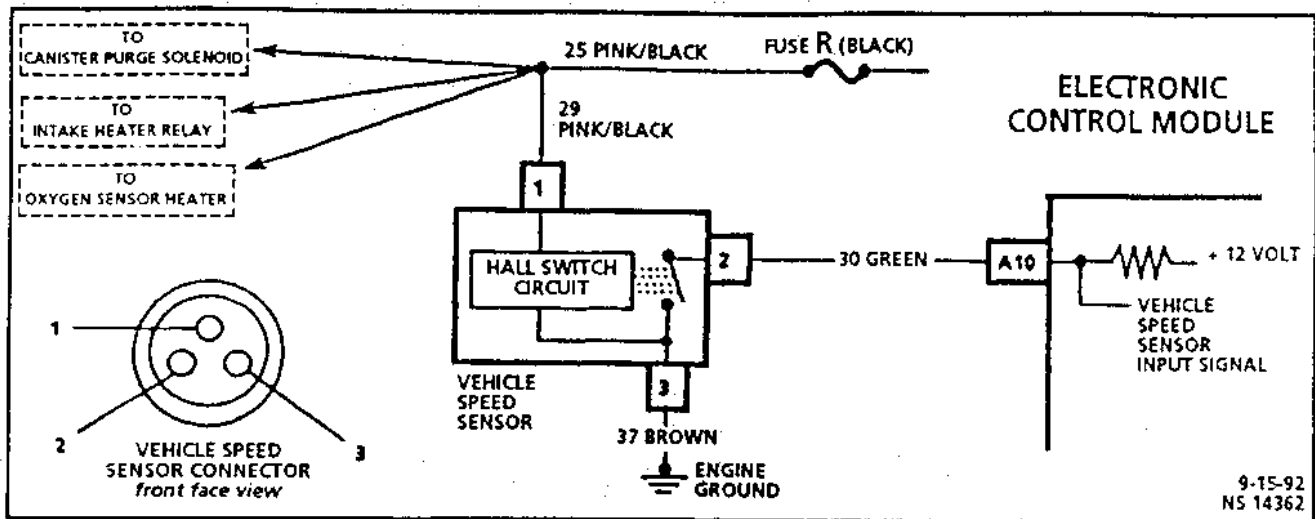 TO
CANISTER PURGE SOLENOID
TO
INTAKE HEATER RELAY
TO
OXYGEN SENSOR HEATER
25 PINK/BLACK
FUSE R (BLACK)
29
PINK/BLACK
ELECTRONIC
CONTROL MODULE
1
HALL SWITCH
CIRCUIT
2
30 GREEN
A10
+ 12 VOLT
VEHICLE
SPEED
SENSOR
INPUT SIGNAL
3
VEHICLE
SPEED
SENSOR
37 BROWN
ENGINE
GROUND
1
2
3
VEHICLE SPEED
SENSOR CONNECTOR
front face view
9-15-92
NS 14362